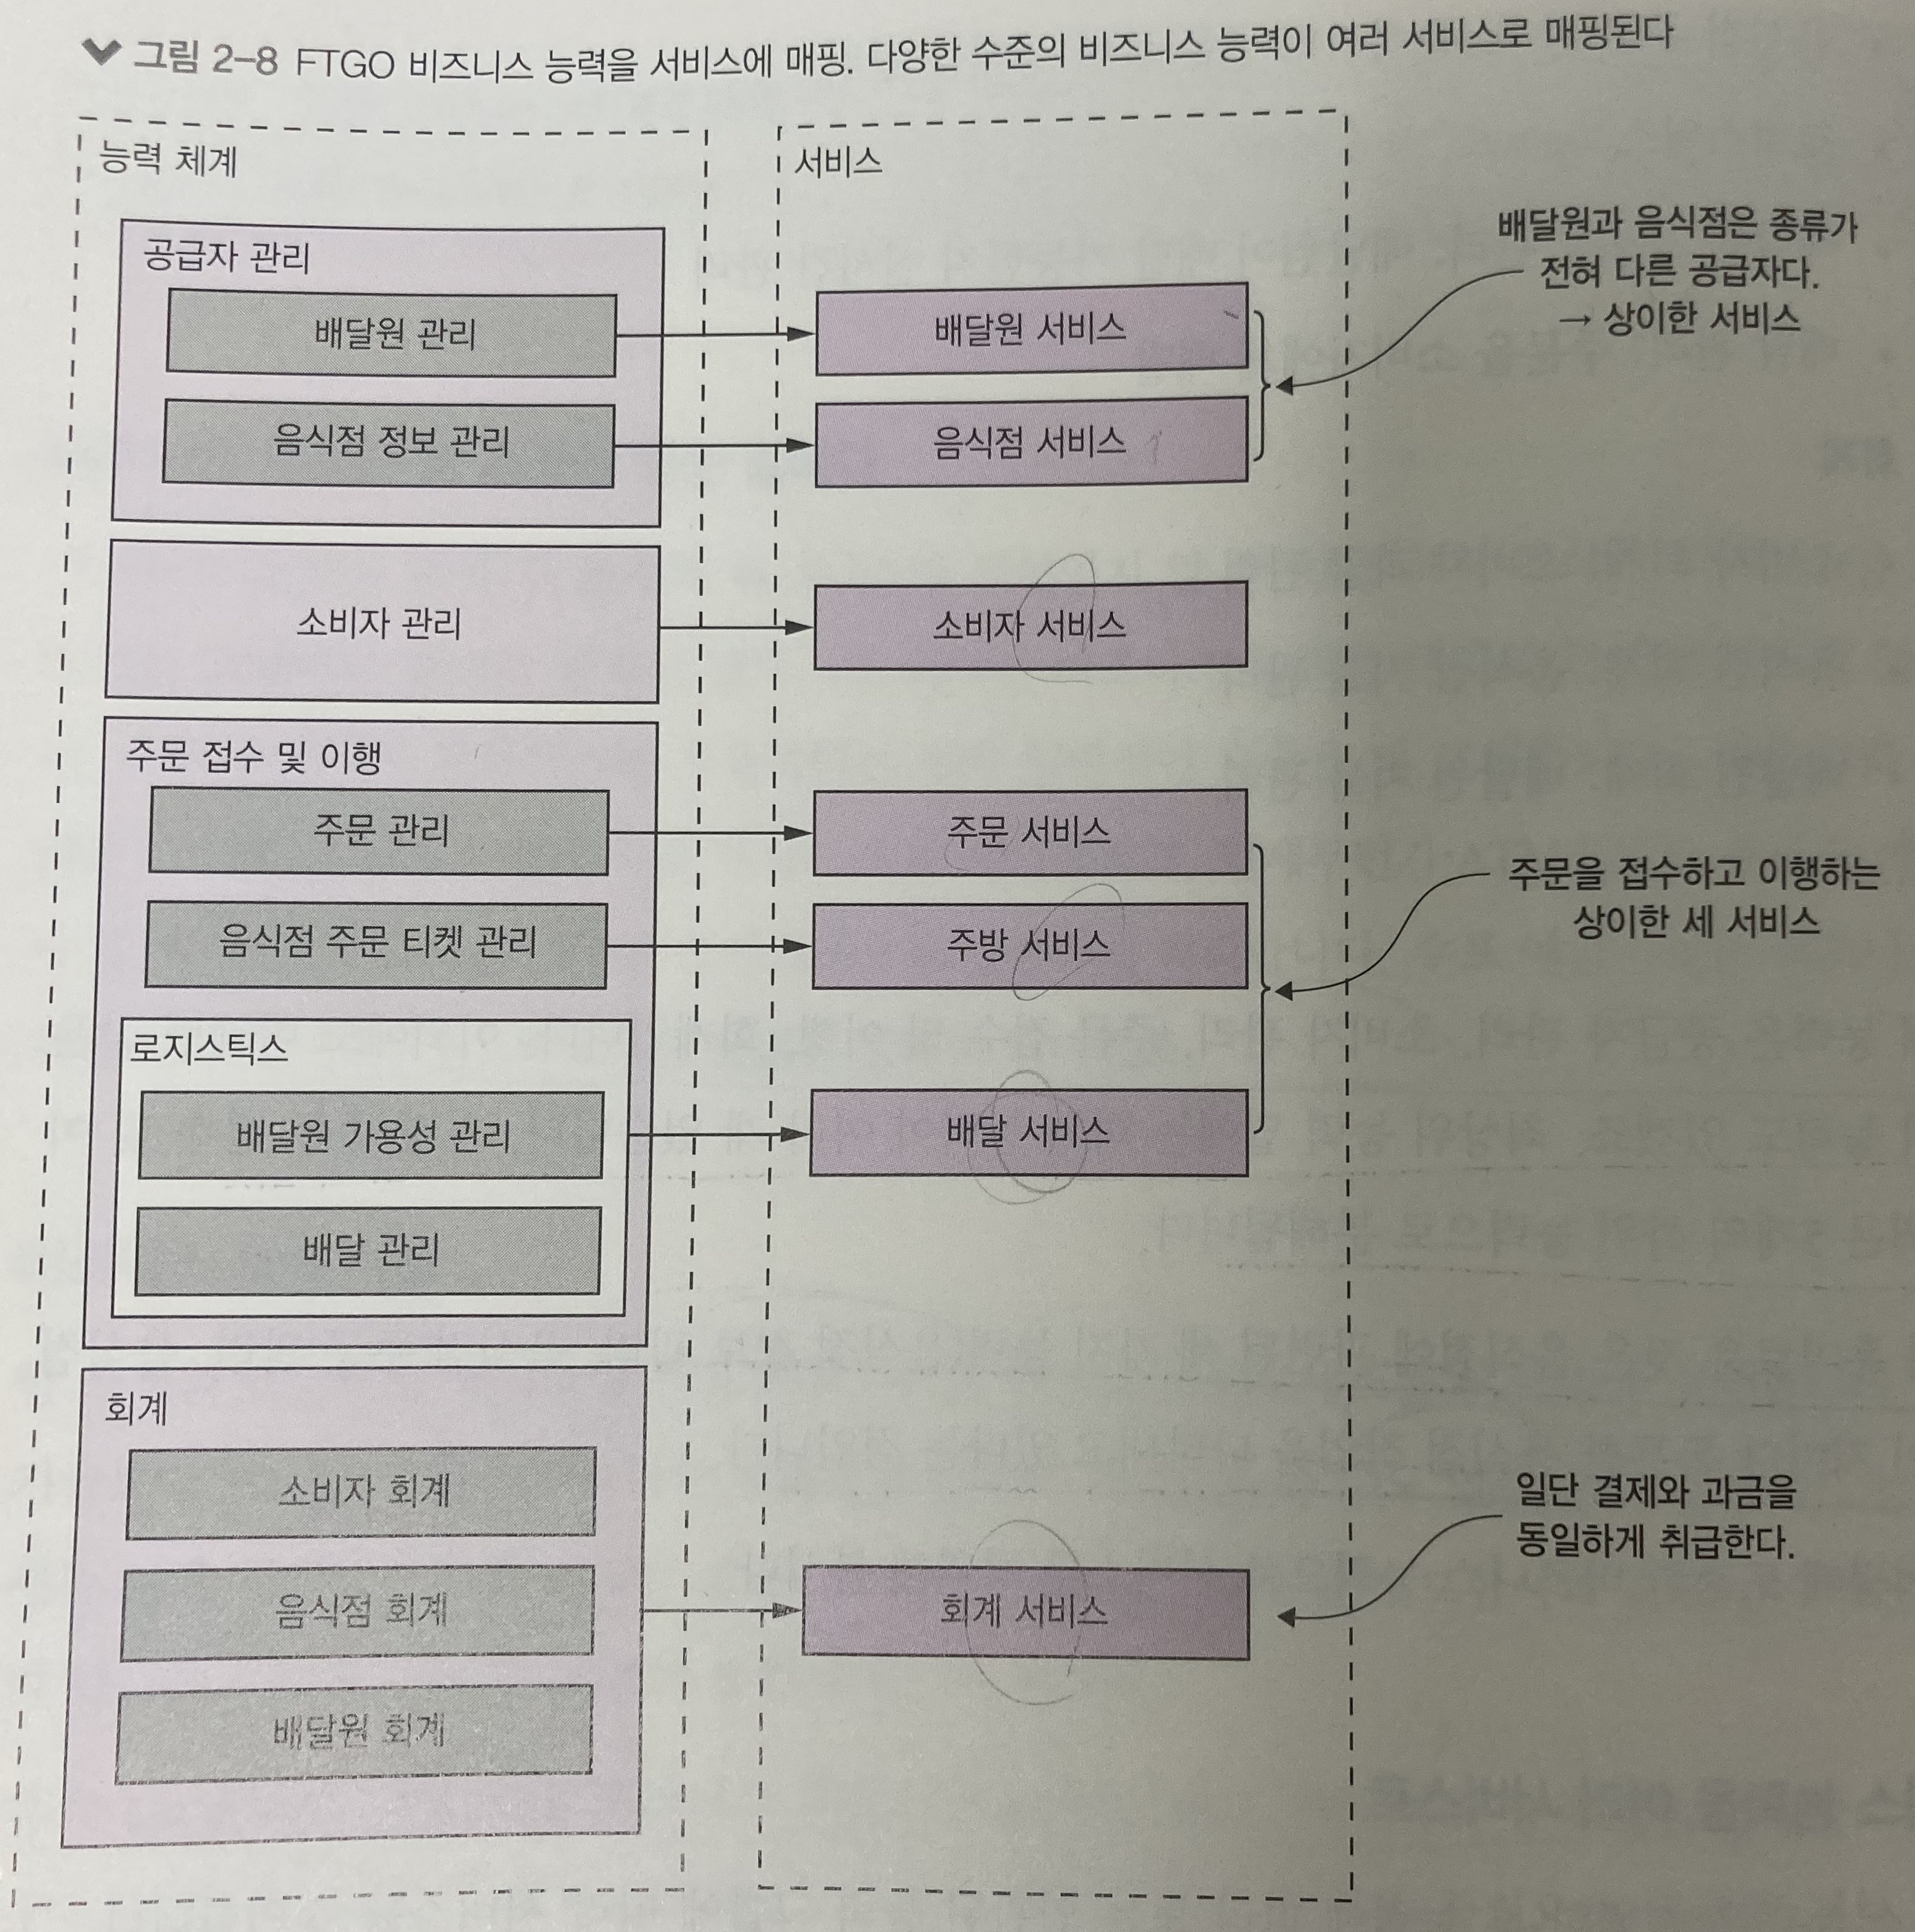 그림 2-8 FTGO 비즈니스 능력을 서비스에 매핑. 다양한 수준의 비즈니스 능력이 여러 서비스로 매핑된다
능력 체계
서비스
공급자 관리
배달원 관리
배달원 서비스
음식점 정보 관리
음식점 서비스
배달원과 음식점은 종류가
전혀 다른 공급자다.
→ 상이한 서비스
소비자 관리
소비자 서비스
주문 접수 및 이행
주문 관리
주문 서비스
음식점 주문 티켓 관리
주방 서비스
주문을 접수하고 이행하는
상이한 세 서비스
로지스틱스
배달원 가용성 관리
배달 서비스
배달 관리
회계
소비자 회계
음식점 회계
회계 서비스
배달원 회계
일단 결제와 과금을
동일하게 취급한다.